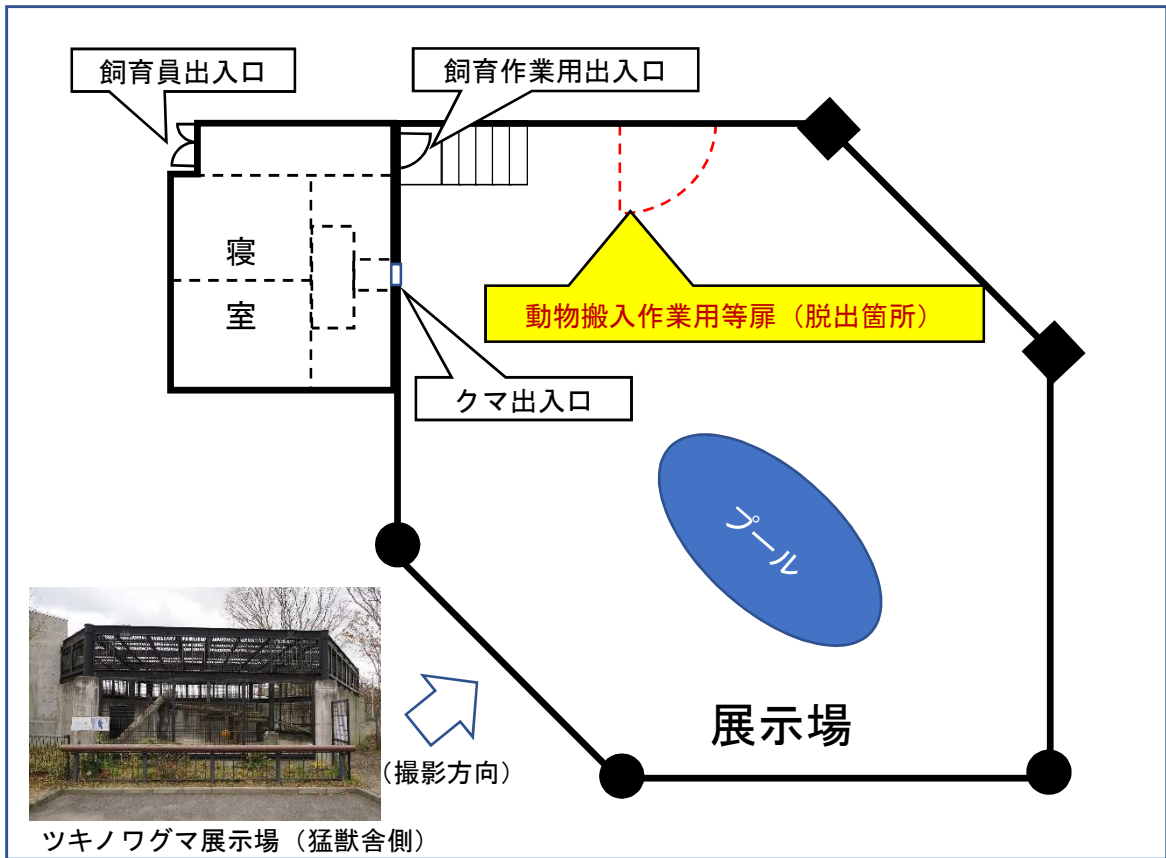 飼育員出入口
飼育作業用出入口
寝
室
動物搬入作業用等扉（脱出箇所）
クマ出入口
プール
展示場
（撮影方向）
ツキノワグマ展示場（猛獣舎側）